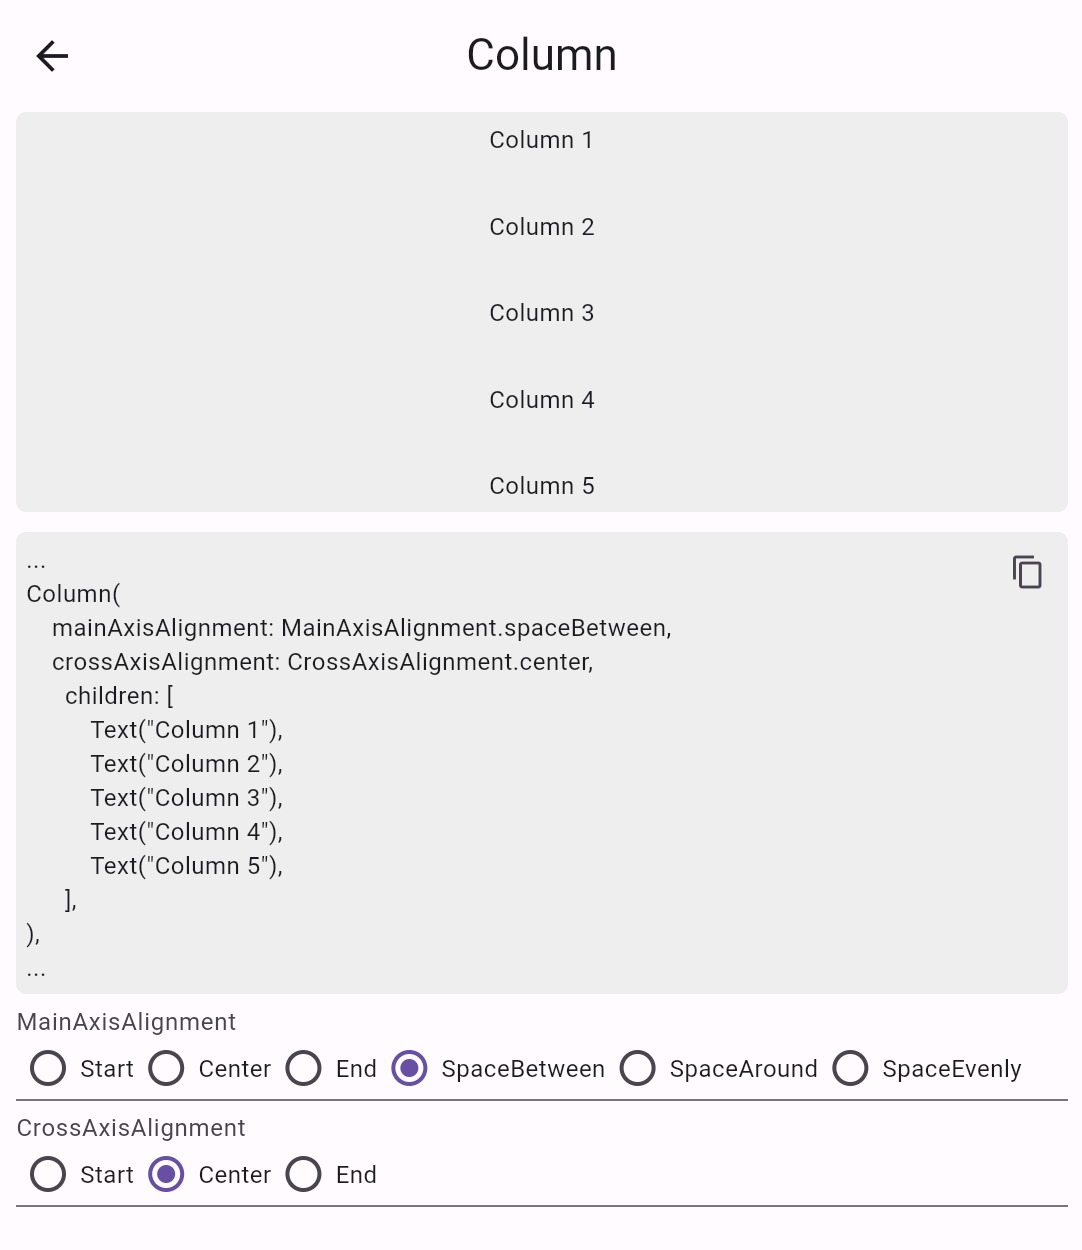 Column
Column 1
Column 2
Column 3
Column 4
Column 5
...
Column(
    mainAxisAlignment: MainAxisAlignment.spaceBetween,
    crossAxisAlignment: CrossAxisAlignment.center,
      children: [
          Text("Column 1"),
          Text("Column 2"),
          Text("Column 3"),
          Text("Column 4"),
          Text("Column 5"),
      ],
),
...
MainAxisAlignment
Start Center End SpaceBetween SpaceAround SpaceEvenly
CrossAxisAlignment
Start Center End